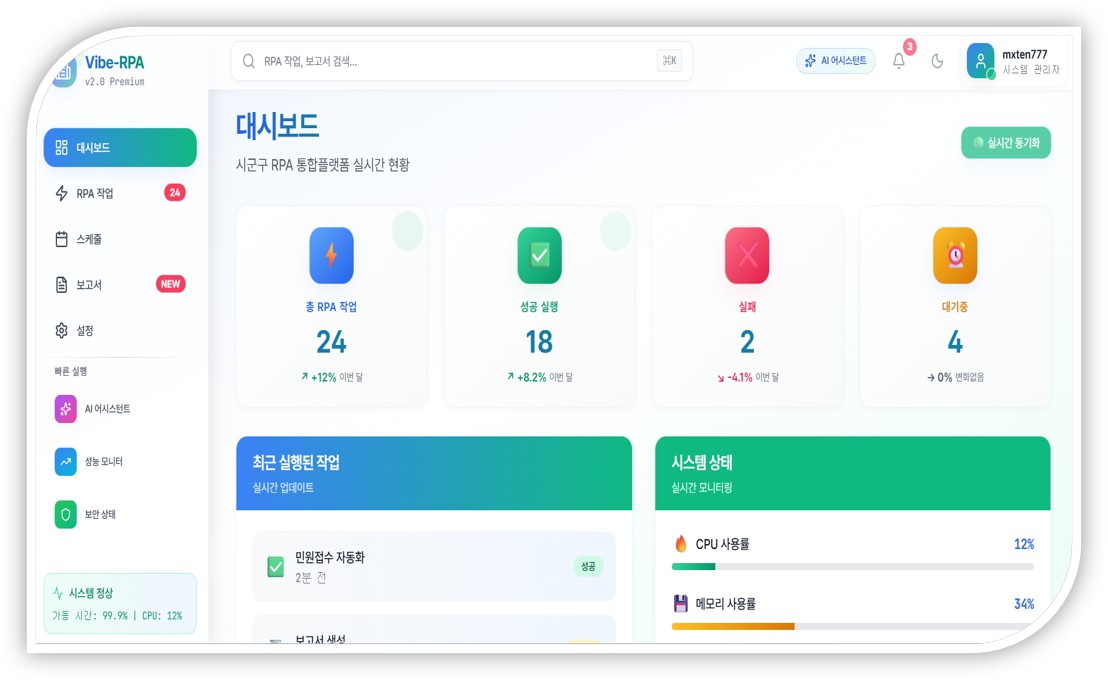 Vibe-RPA
v2.0 Premium
RPA 작업, 보고서 검색...
⌘K
AI 어시스턴트
3
mxten777
시스템 관리자
대시보드
RPA 작업
24
스케줄
보고서
NEW
설정
빠른 실행
AI 어시스턴트
성능 모니터
보안 상태
시스템 정상
가동 시간: 99.9% | CPU: 12%
대시보드
시군구 RPA 통합플랫폼 실시간 현황
실시간 동기화
총 RPA 작업
24
↗ +12% 이번 달
성공 실행
18
↗ +8.2% 이번 달
실패
2
↘ -4.1% 이번 달
대기중
4
→ 0% 변화없음
최근 실행된 작업
실시간 업데이트
민원접수 자동화
2분 전
성공
보고서 생성
시스템 상태
실시간 모니터링
CPU 사용률
12%
메모리 사용률
34%